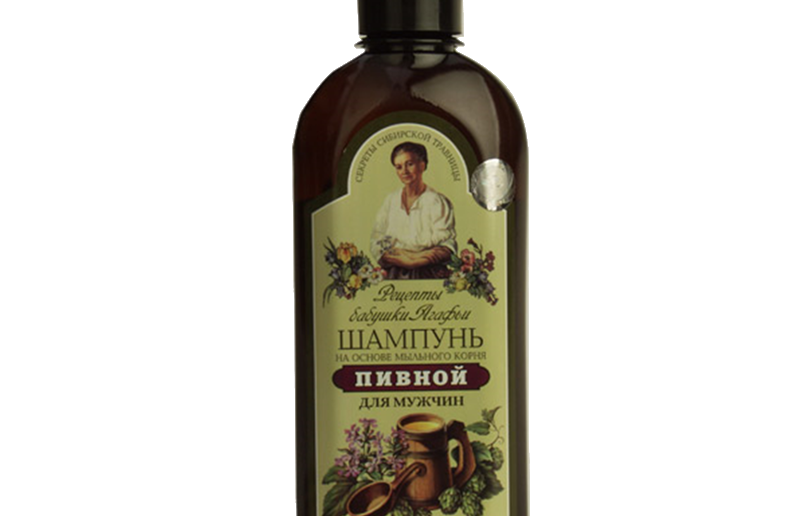 СЕКРЕТЫ СИБИРСКОЙ ТРАВНИЦЫ
Рецепты
бабушки Агафьи
ШАМПУНЬ
НА ОСНОВЕ МЫЛЬНОГО КОРНЯ
ПИВНОЙ
ДЛЯ МУЖЧИН